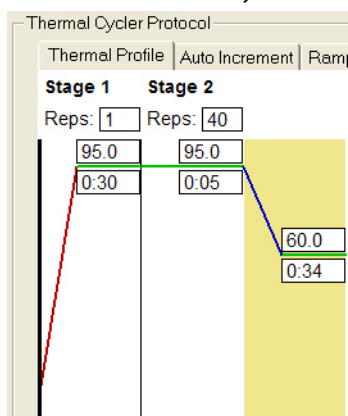 Thermal Cycler Protocol
Thermal Profile Auto Increment Ram
Stage 1 Stage 2
Reps: 1 Reps: 40
95.0 95.0
0:30 0:05
60.0
0:34